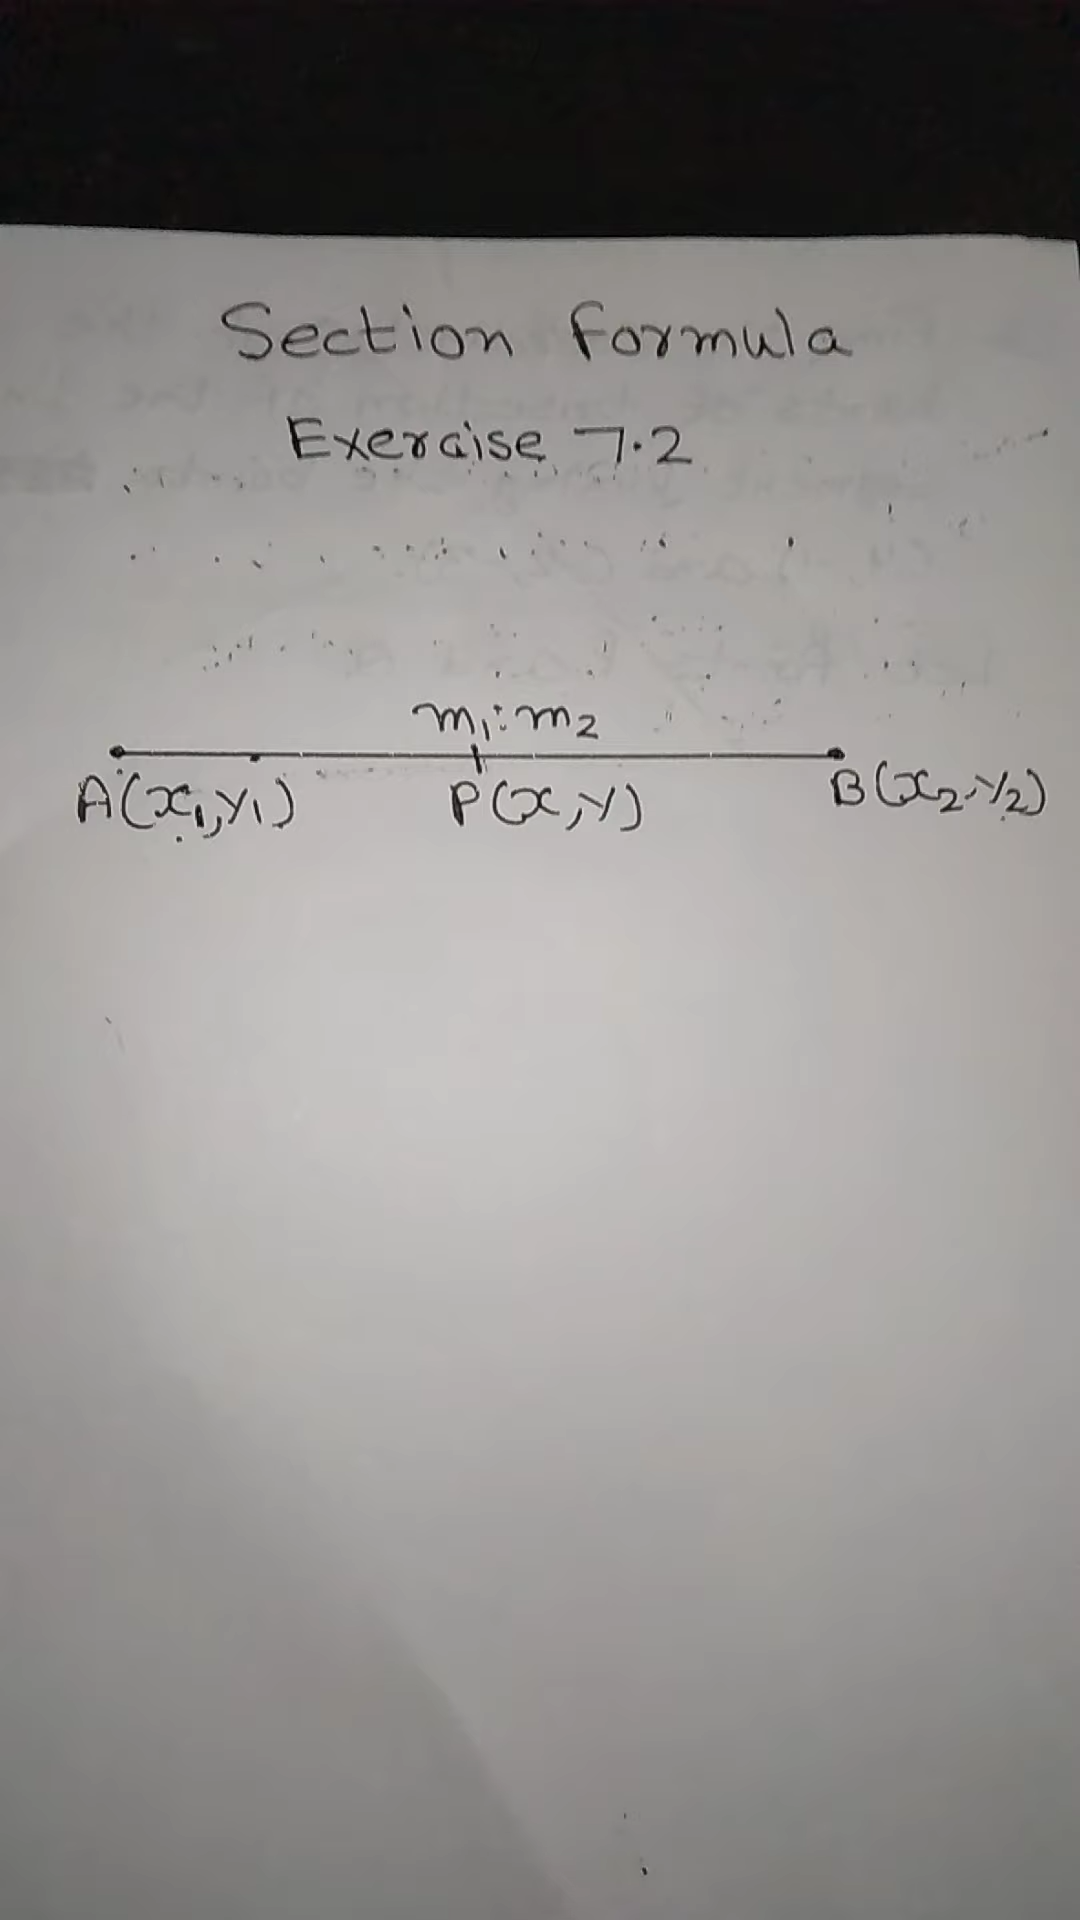 Section Formula
Exercise 7.2
m₁:m₂
A(x₁,y₁) P(x,y) B(x₂,y₂)